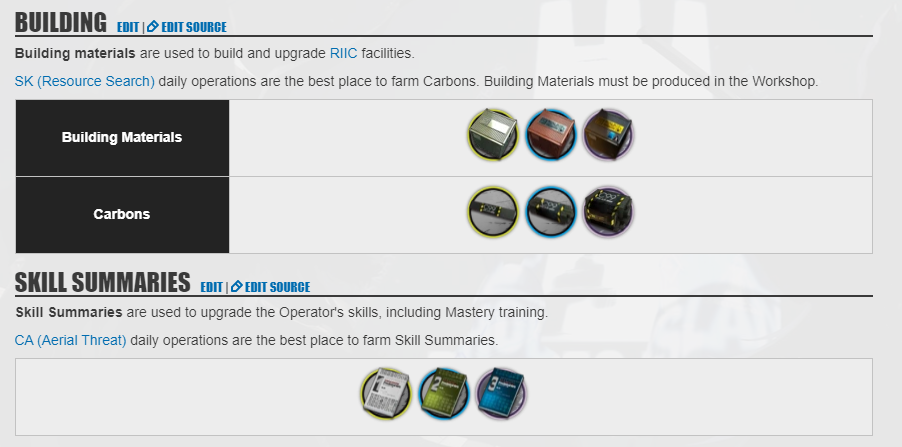 BUILDING EDIT | EDIT SOURCE
Building materials are used to build and upgrade RIIC facilities.
SK (Resource Search) daily operations are the best place to farm Carbons. Building Materials must be produced in the Workshop.
Building Materials
Carbons
SKILL SUMMARIES EDIT | EDIT SOURCE
Skill Summaries are used to upgrade the Operator's skills, including Mastery training.
CA (Aerial Threat) daily operations are the best place to farm Skill Summaries.
2 3